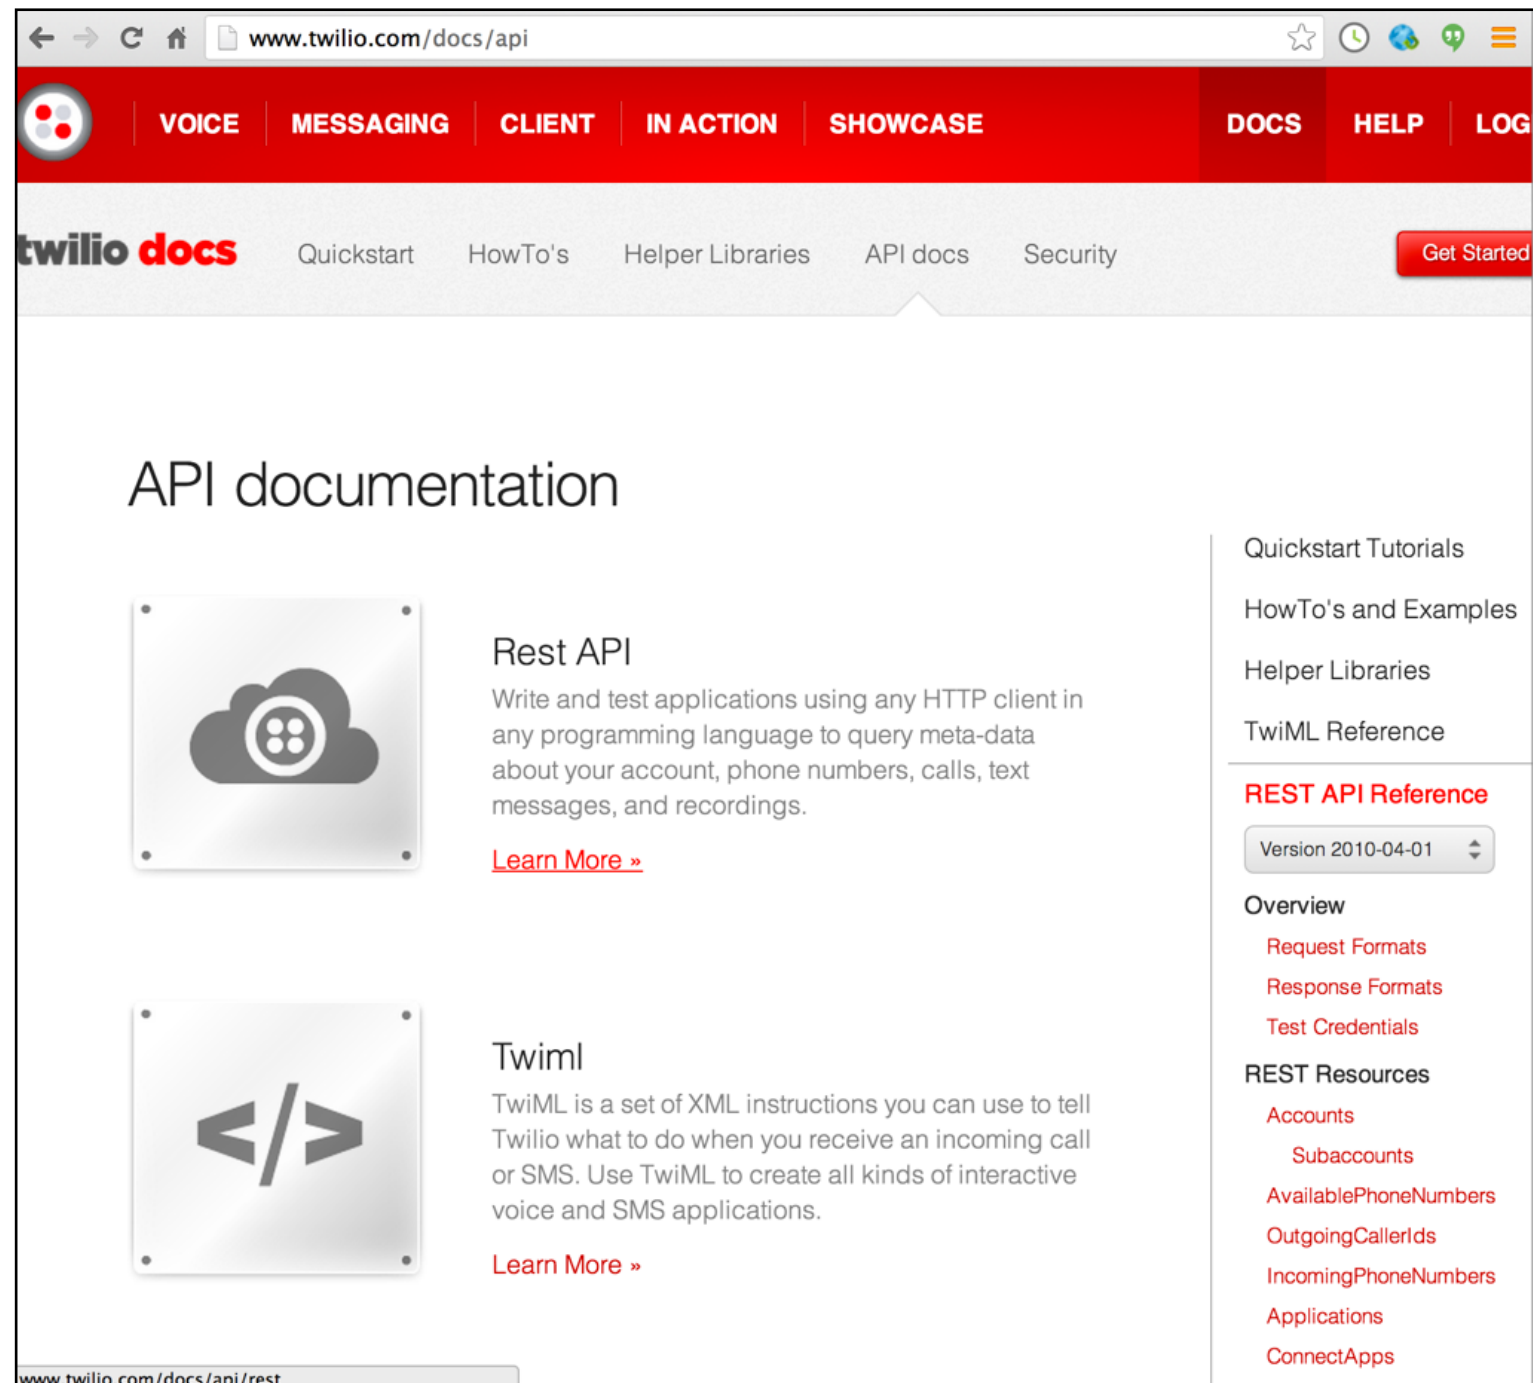 www.twilio.com/docs/api
VOICE MESSAGING CLIENT IN ACTION SHOWCASE DOCS HELP LOG
twilio docs Quickstart HowTo's Helper Libraries API docs Security Get Started
API documentation
Rest API
Write and test applications using any HTTP client in
any programming language to query meta-data
about your account, phone numbers, calls, text
messages, and recordings.
Learn More »
Twiml
TwiML is a set of XML instructions you can use to tell
Twilio what to do when you receive an incoming call
or SMS. Use TwiML to create all kinds of interactive
voice and SMS applications.
Learn More »
Quickstart Tutorials
HowTo's and Examples
Helper Libraries
TwiML Reference
REST API Reference
Version 2010-04-01
Overview
Request Formats
Response Formats
Test Credentials
REST Resources
Accounts
Subaccounts
AvailablePhoneNumbers
OutgoingCallerIds
IncomingPhoneNumbers
Applications
ConnectApps
www.twilio.com/docs/api/rest